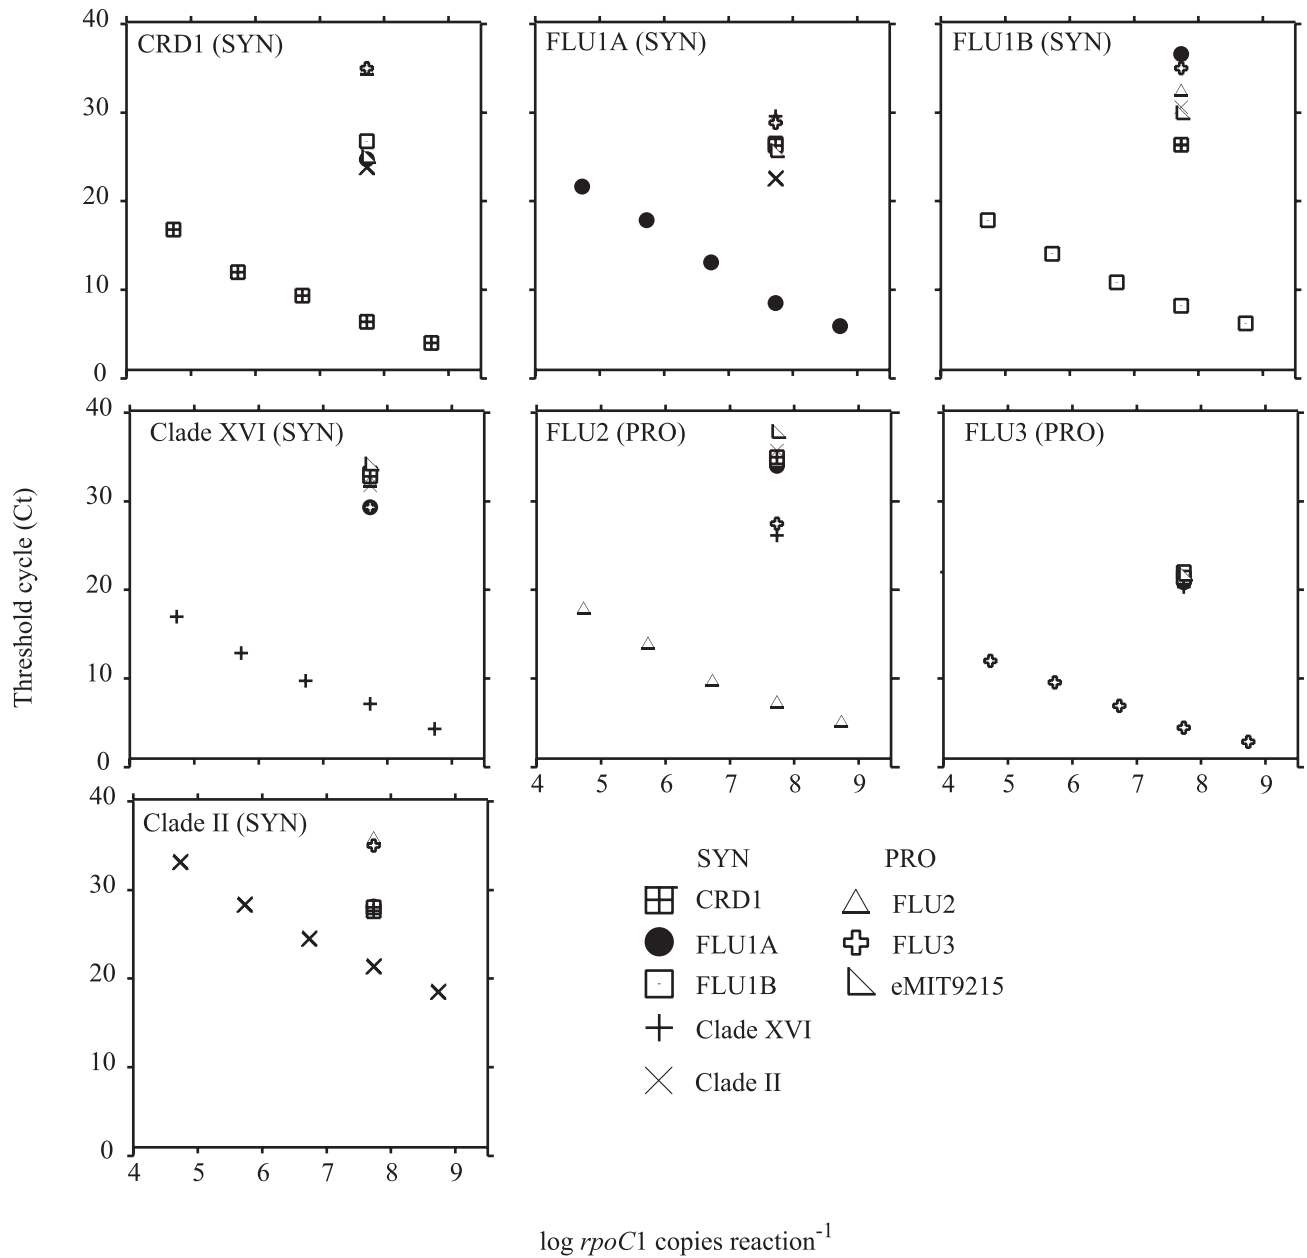 40
30
20
10
0
CRD1 (SYN)
FLU1A (SYN)
FLU1B (SYN)
40
30
20
10
0
Clade XVI (SYN)
FLU2 (PRO)
FLU3 (PRO)
Threshold cycle (Ct)
4 5 6 7 8 9
4 5 6 7 8 9
40
30
20
10
0
Clade II (SYN)
4 5 6 7 8 9
SYN
CRD1
FLU1A
FLU1B
Clade XVI
Clade II
PRO
FLU2
FLU3
eMIT9215
log rpoC1 copies reaction-1